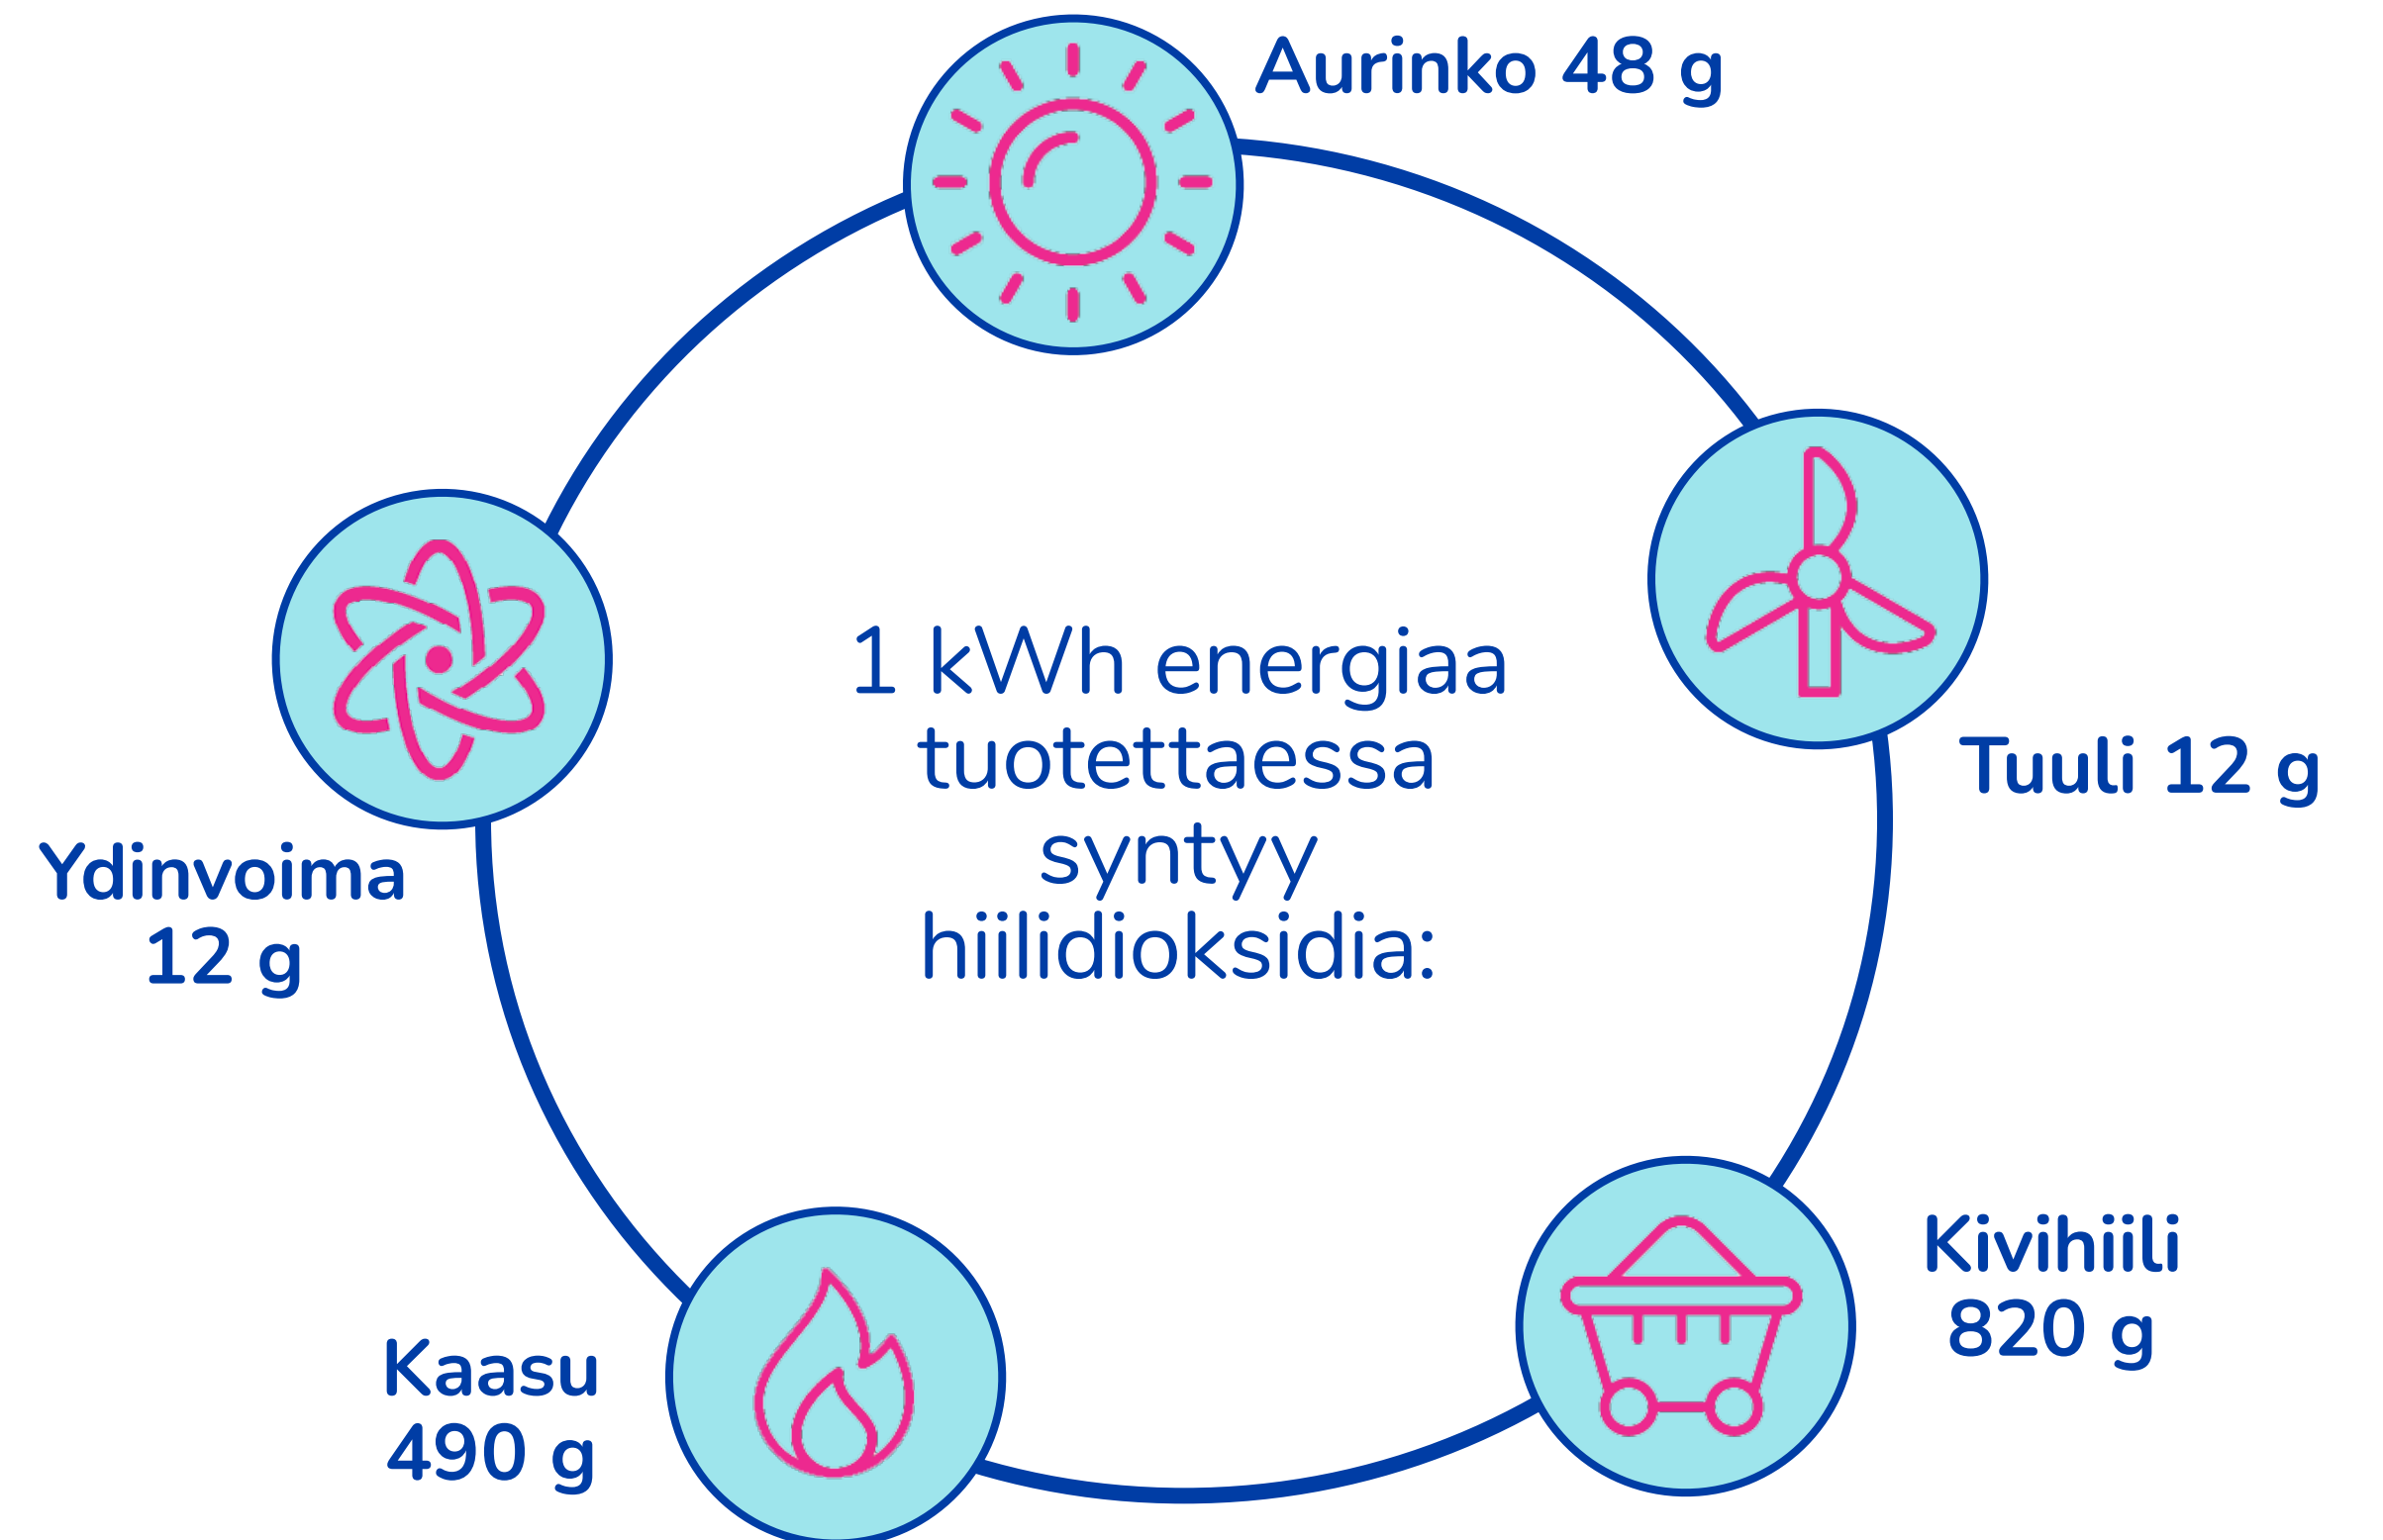 Aurinko 48 g
Tuuli 12 g
1 kWh energiaa
tuotettaessa
syntyy
hiilidioksidia:
Ydinvoima
12 g
Kivihiili
820 g
Kaasu
490 g